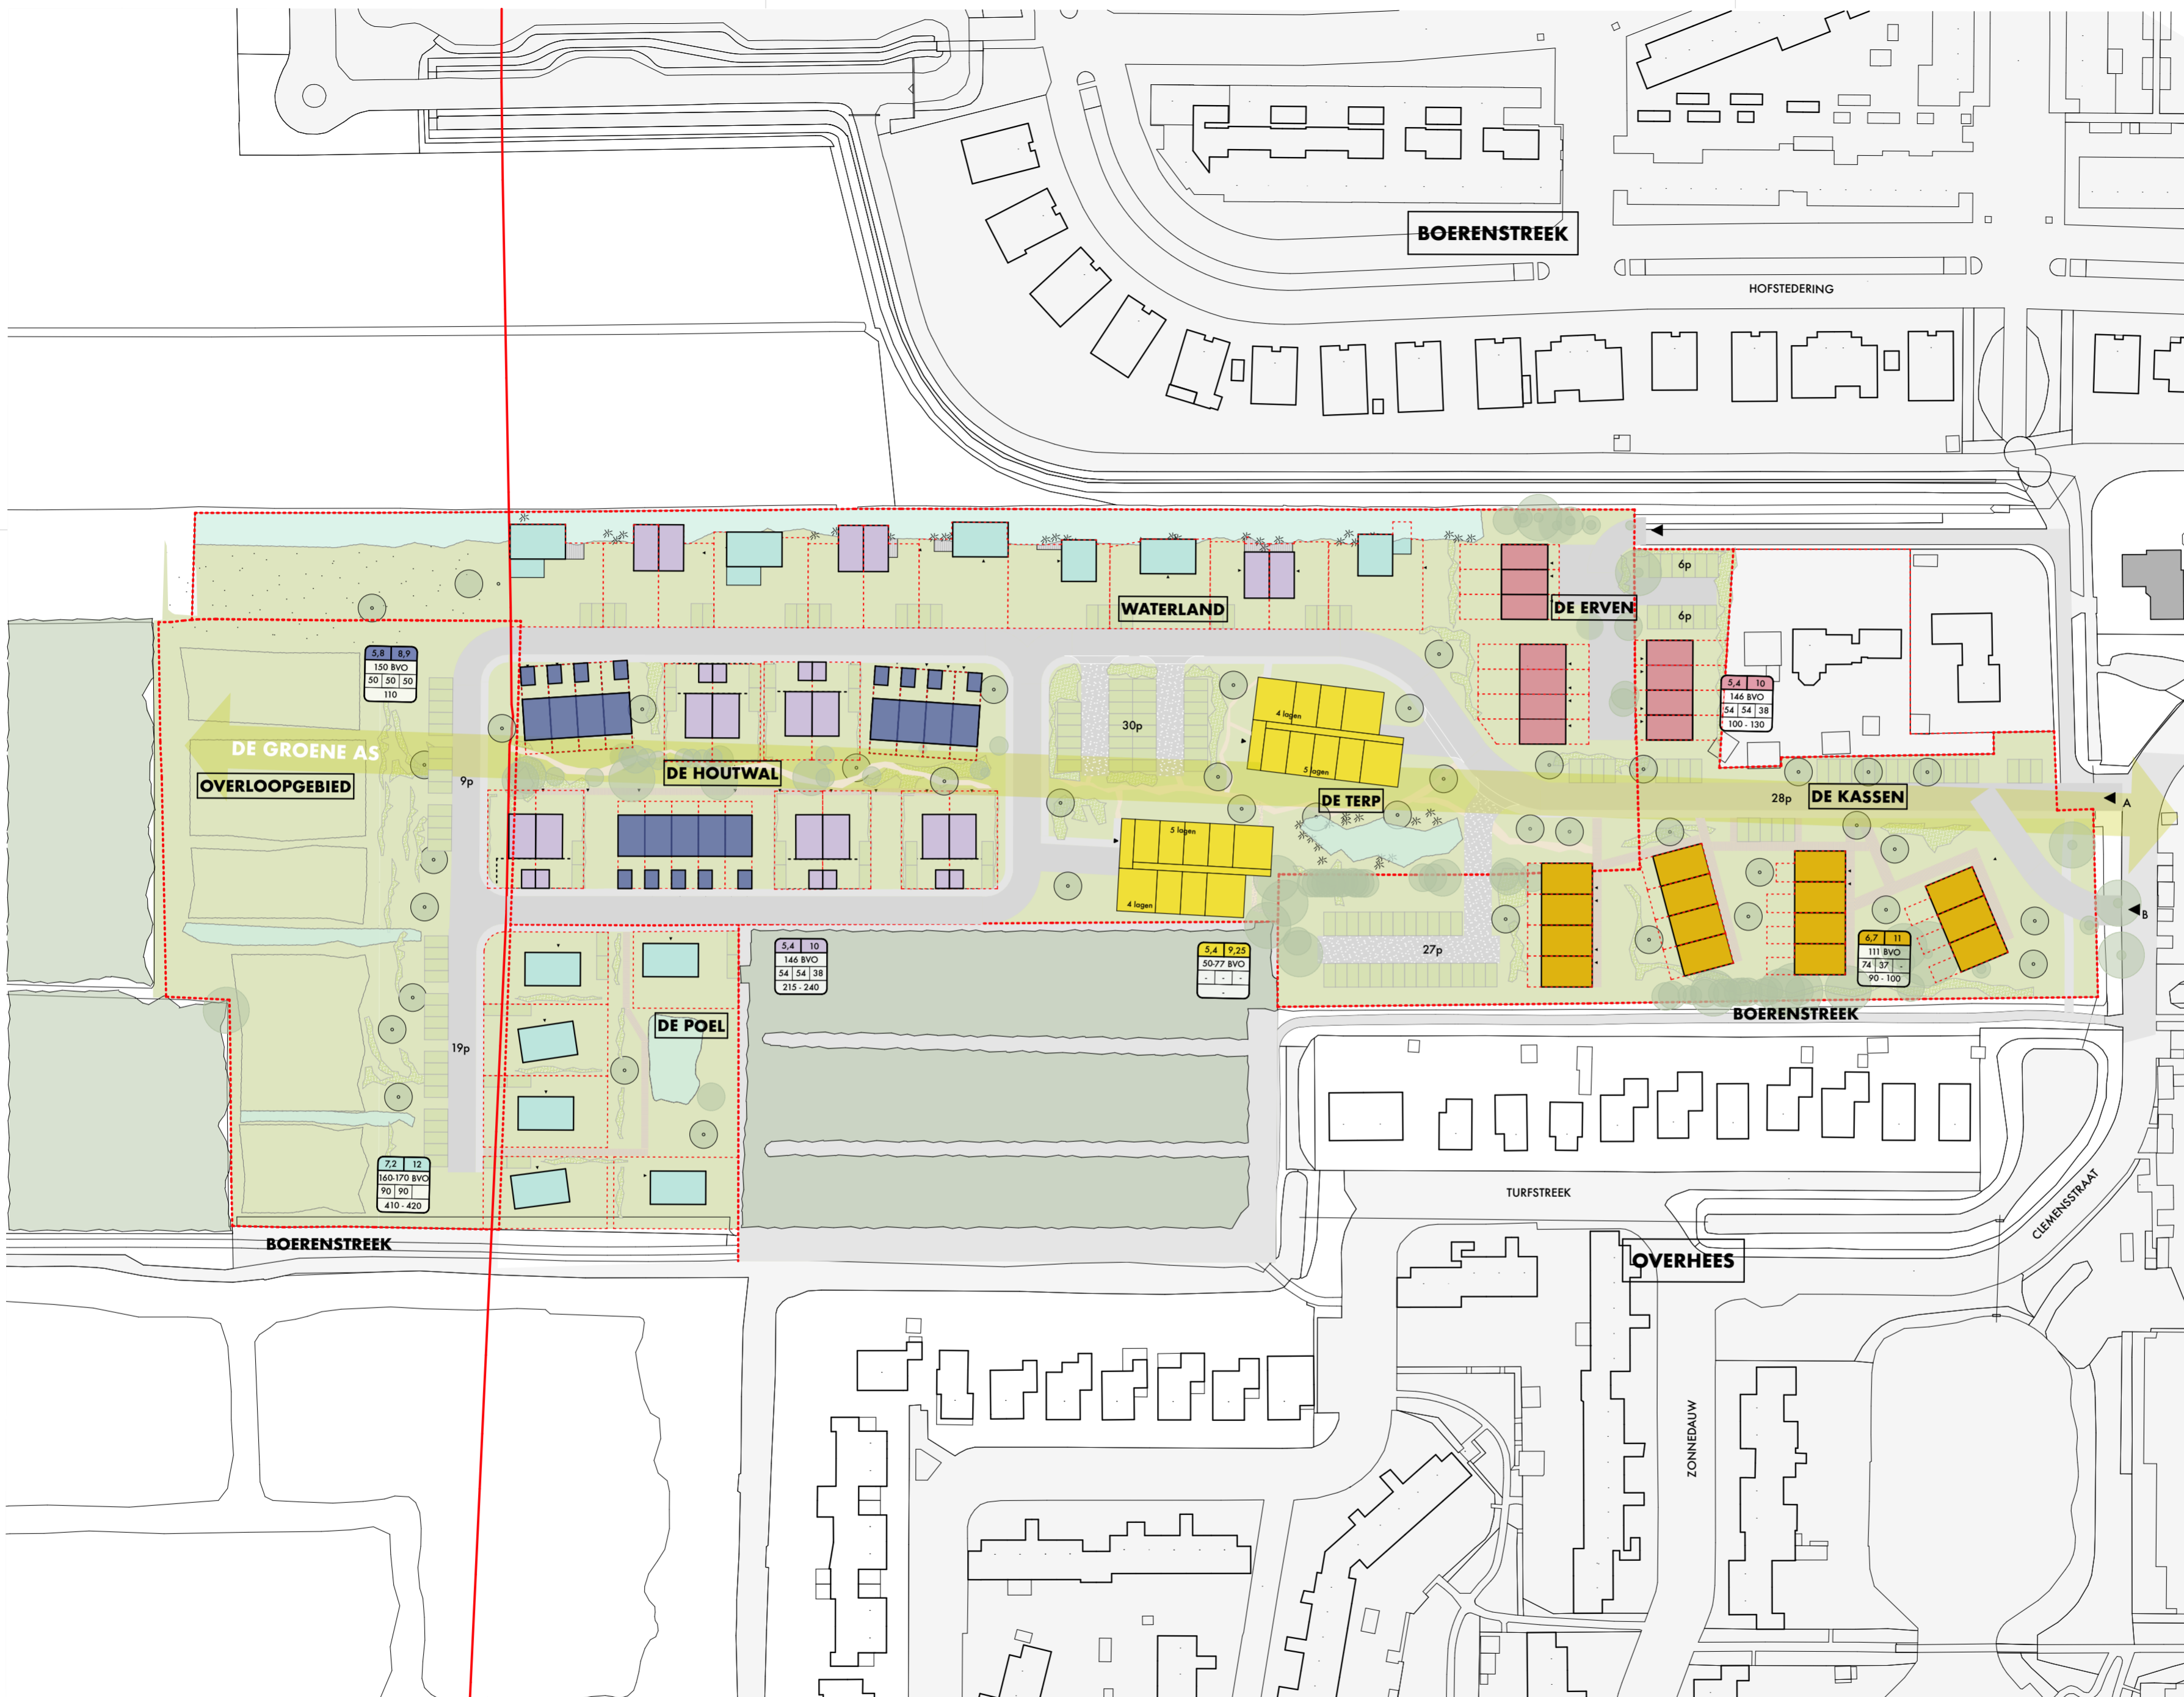 BOERENSTREEK
HOFSTEDERING
6p
DE ERVEN
WATERLAND
6p
5,8 8,9
150 BVO
50 50 50
110
5,4 10
146 BVO
54 54 38
100 - 130
4 lagen
30p
DE GROENE AS
5 lagen
DE HOUTWAL
9p
OVERLOOPGEBIED
DE TERP
28p
DE KASSEN
A
5 lagen
4 lagen
B
5,4 10
146 BVO
54 54 38
215 - 240
5,4 9,25
50-77 BVO
- - -
-
27p
6,7 11
111 BVO
74 37 -
90 - 100
BOERENSTREEK
DE POEL
19p
7,2 12
160-170 BVO
90 90
410 - 420
TURFSTREEK
CLEMENSSTRAAT
BOERENSTREEK
OVERHEES
ZONNEDAUW